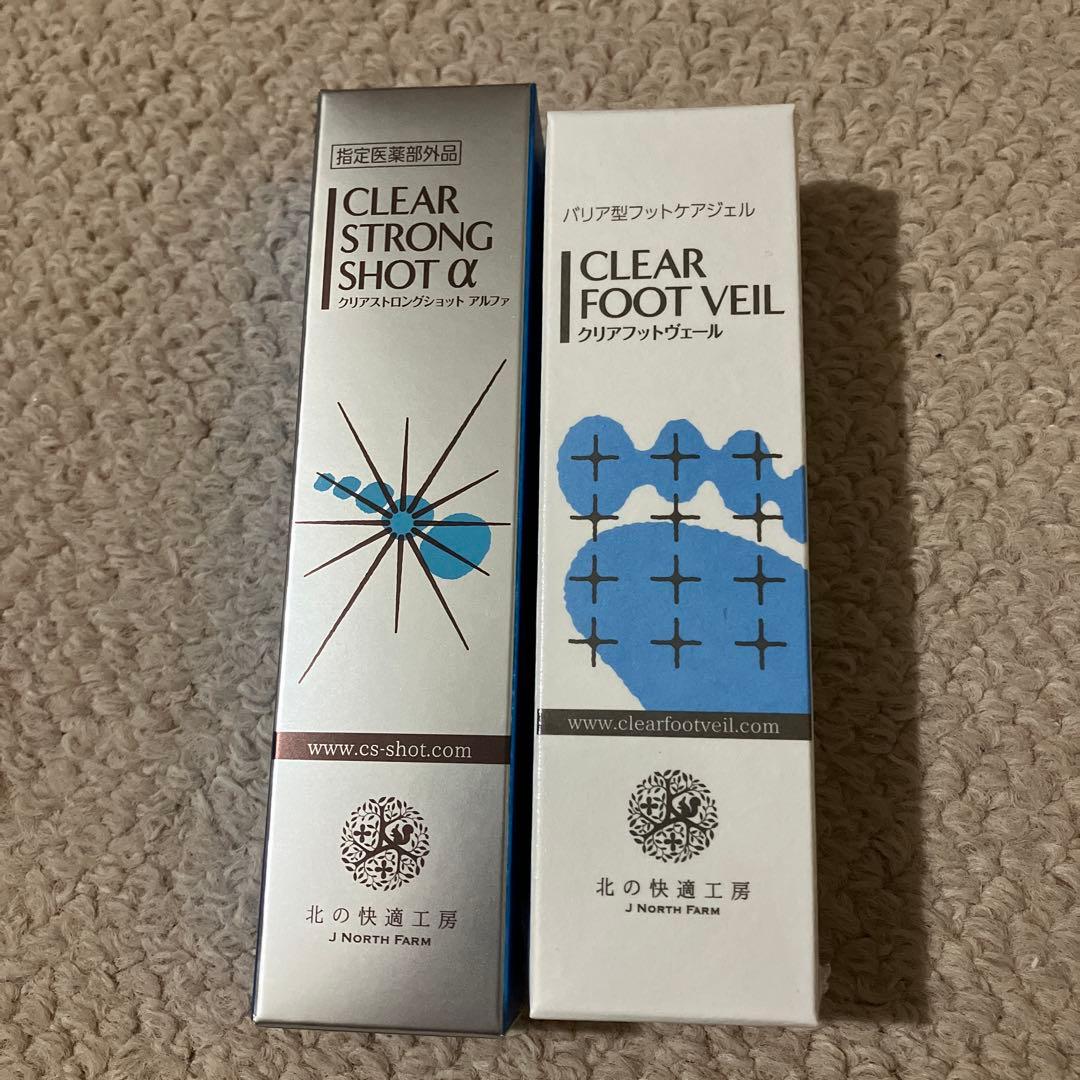 指定医薬部外品
CLEAR
STRONG
SHOT α
クリアストロングショット アルファ
www.cs-shot.com
北の快適工房
J NORTH FARM
バリア型フットケアジェル
CLEAR
FOOT VEIL
クリアフットヴェール
www.clearfootveil.com
北の快適工房
J NORTH FARM